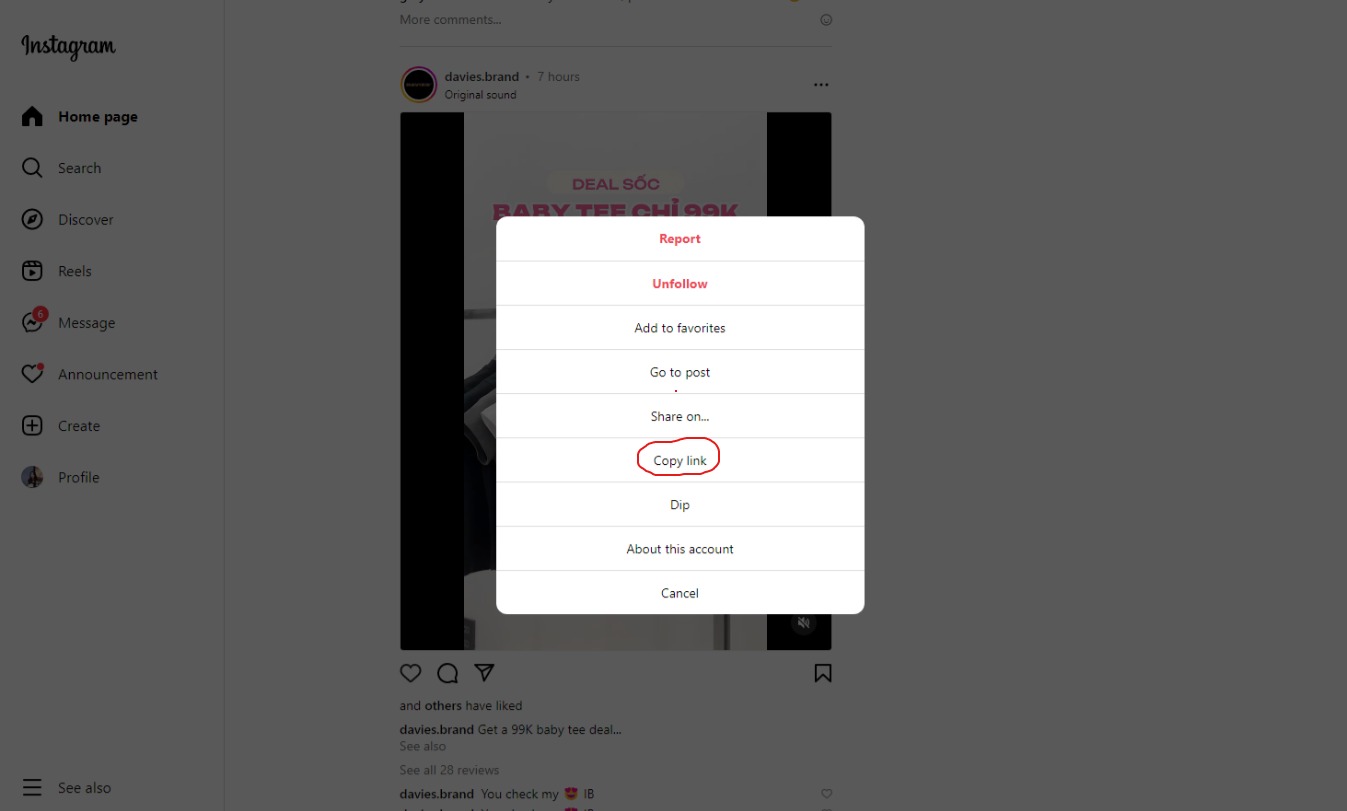 More comments...
Instagram
davies.brand • 7 hours
Original sound
Home page
Search
Discover
Reels
6
Message
Announcement
Create
Profile
See also
DEAL SỐC
BABY TEE CHỈ 99K
Report
Unfollow
Add to favorites
Go to post
Share on...
Copy link
Dip
About this account
Cancel
and others have liked
davies.brand Get a 99K baby tee deal...
See also
See all 28 reviews
davies.brand You check my 😍 IB